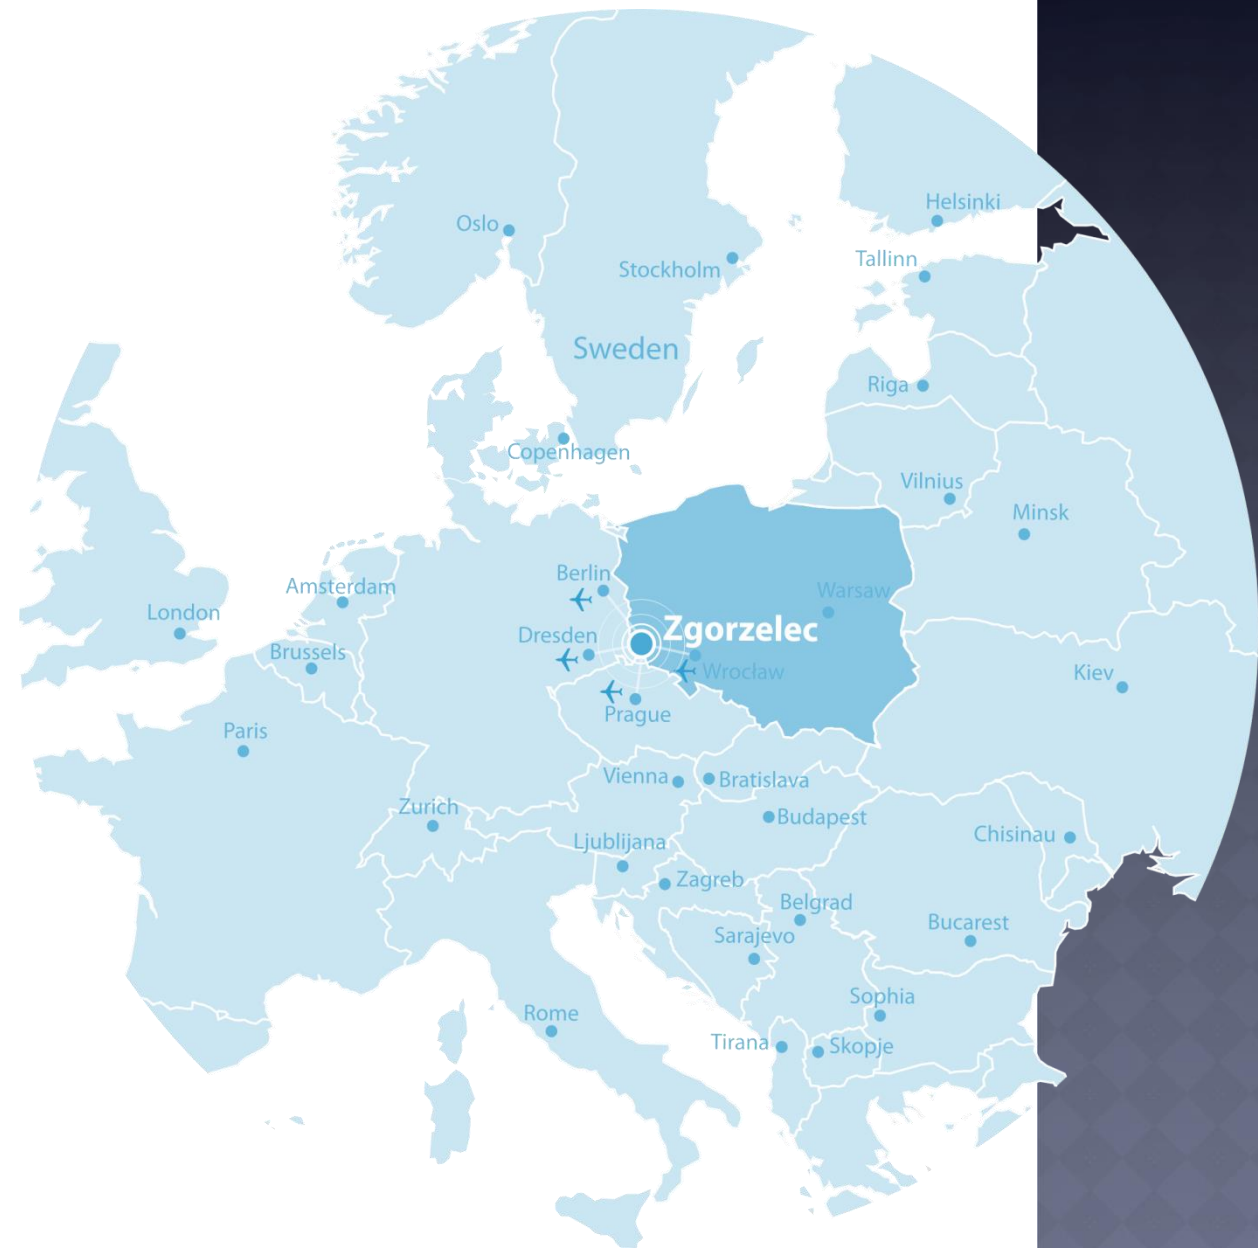 Helsinki
Oslo
Tallinn
Stockholm
Sweden
Riga
Copenhagen
Vilnius
Minsk
Berlin
Amsterdam
Warsaw
London
Zgorzelec
Dresden
Brussels
Wrocław
Kiev
Prague
Paris
Vienna
Bratislava
Zurich
Budapest
Chisinau
Ljublijana
Zagreb
Belgrad
Bucarest
Sarajevo
Sophia
Rome
Tirana
Skopje